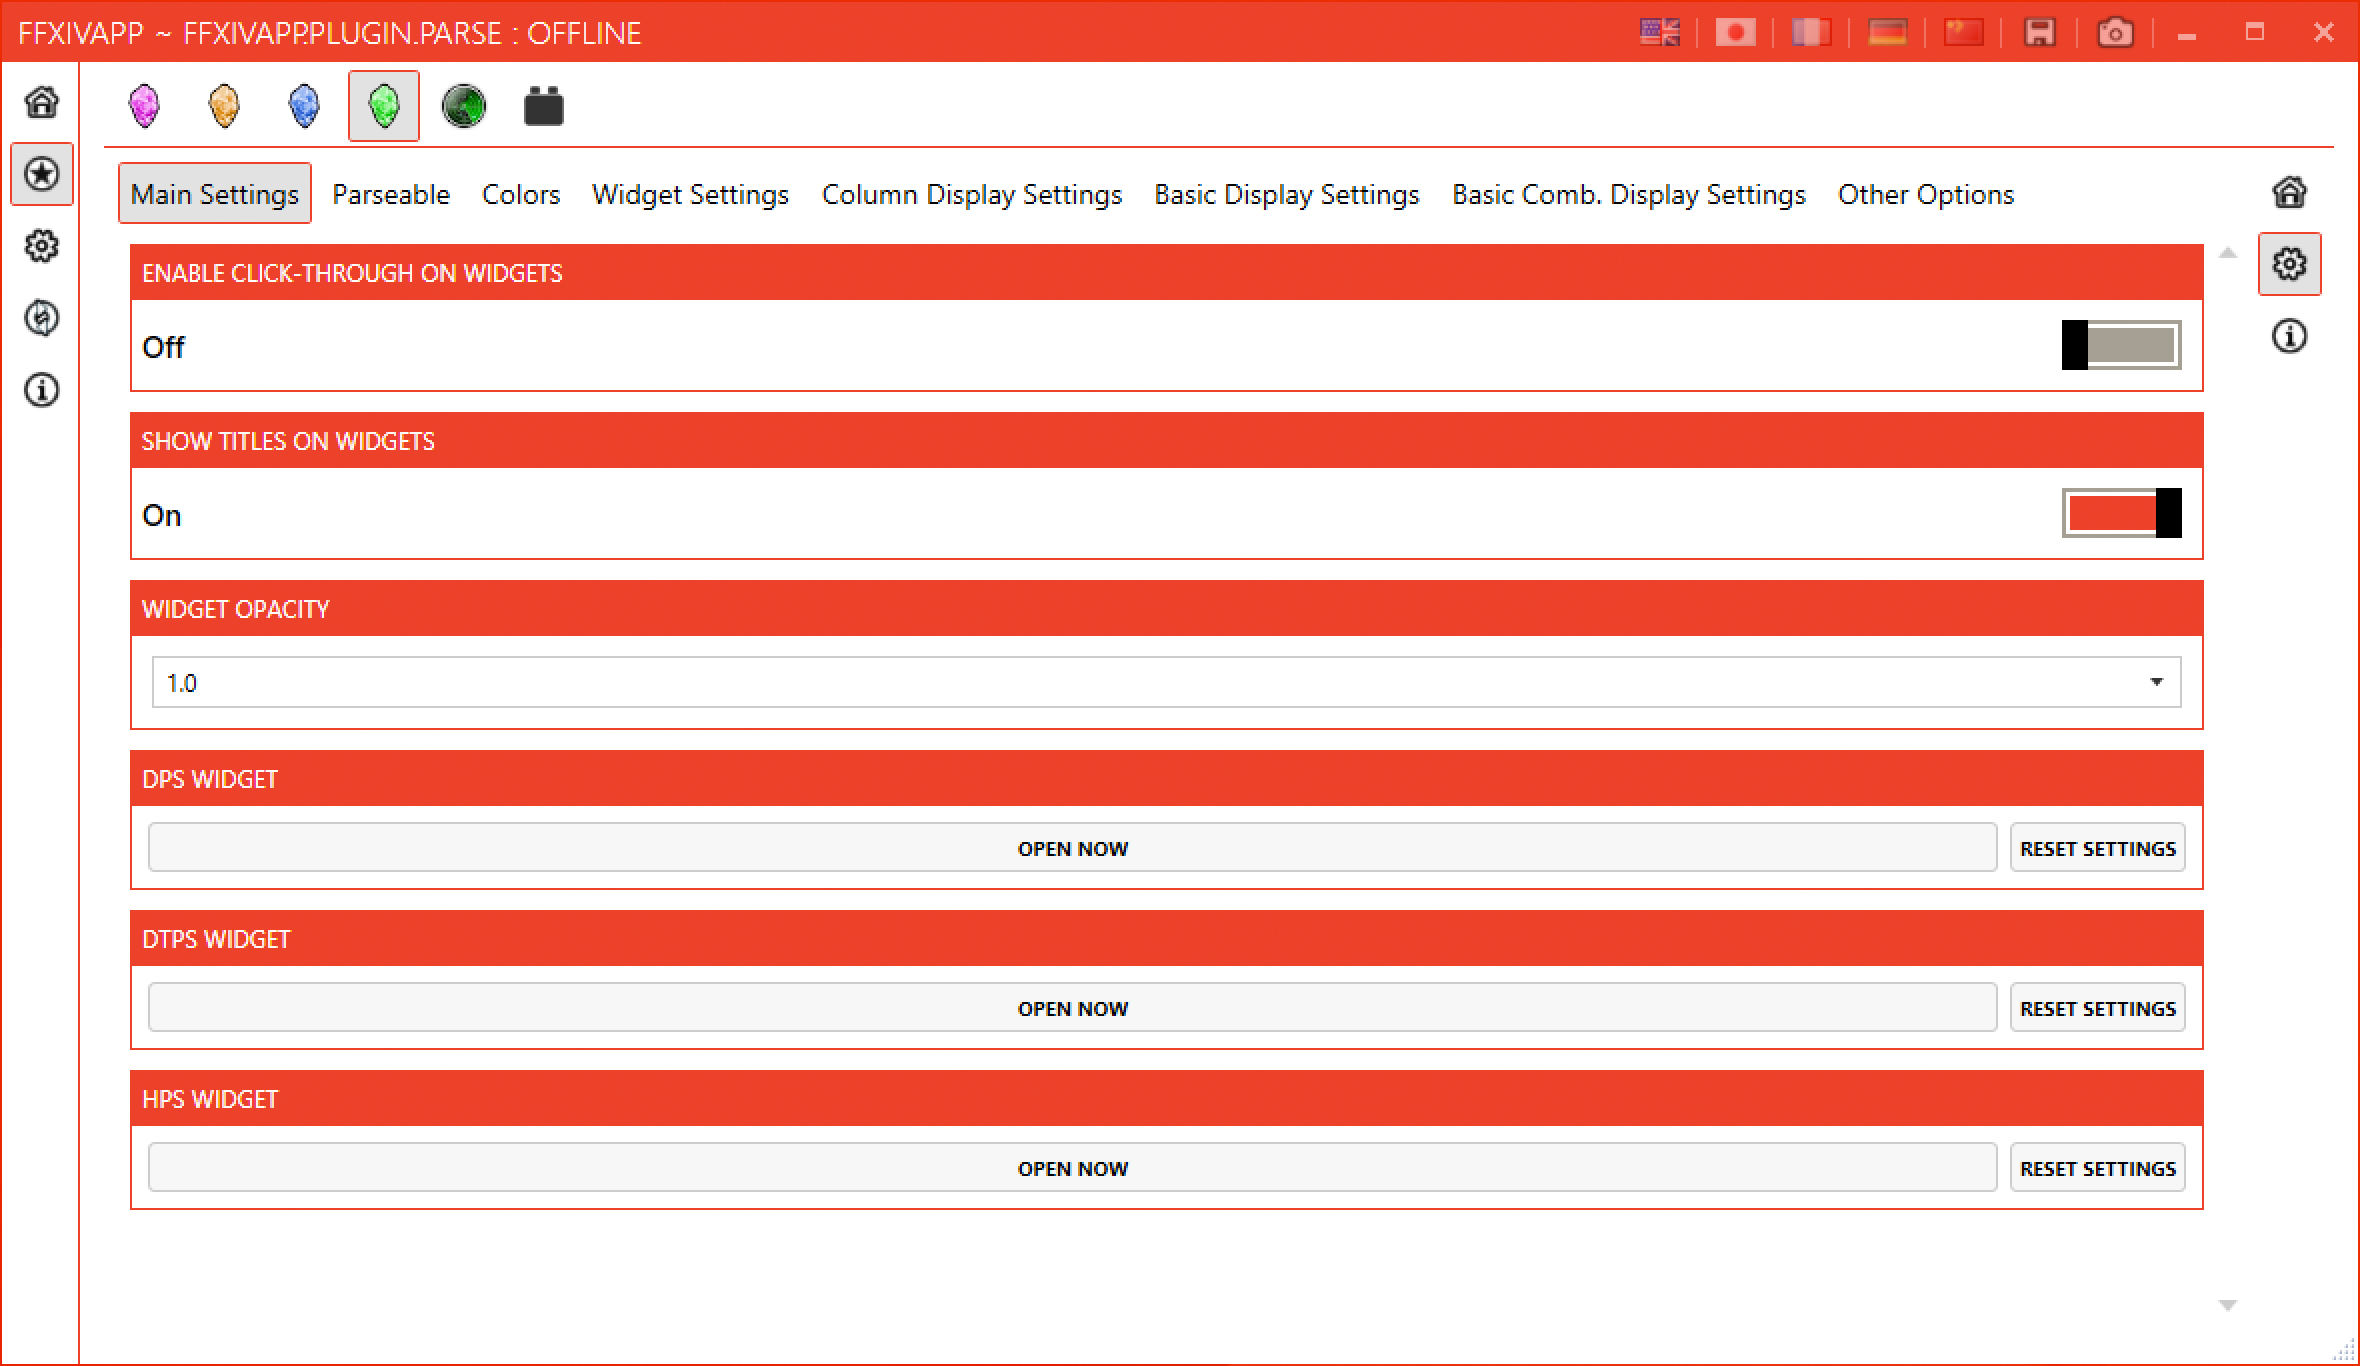 FFXIVAPP ~ FFXIVAPP.PLUGIN.PARSE : OFFLINE
Main Settings Parseable Colors Widget Settings Column Display Settings Basic Display Settings Basic Comb. Display Settings Other Options
ENABLE CLICK-THROUGH ON WIDGETS
Off
SHOW TITLES ON WIDGETS
On
WIDGET OPACITY
1.0
DPS WIDGET
OPEN NOW RESET SETTINGS
DTPS WIDGET
OPEN NOW RESET SETTINGS
HPS WIDGET
OPEN NOW RESET SETTINGS